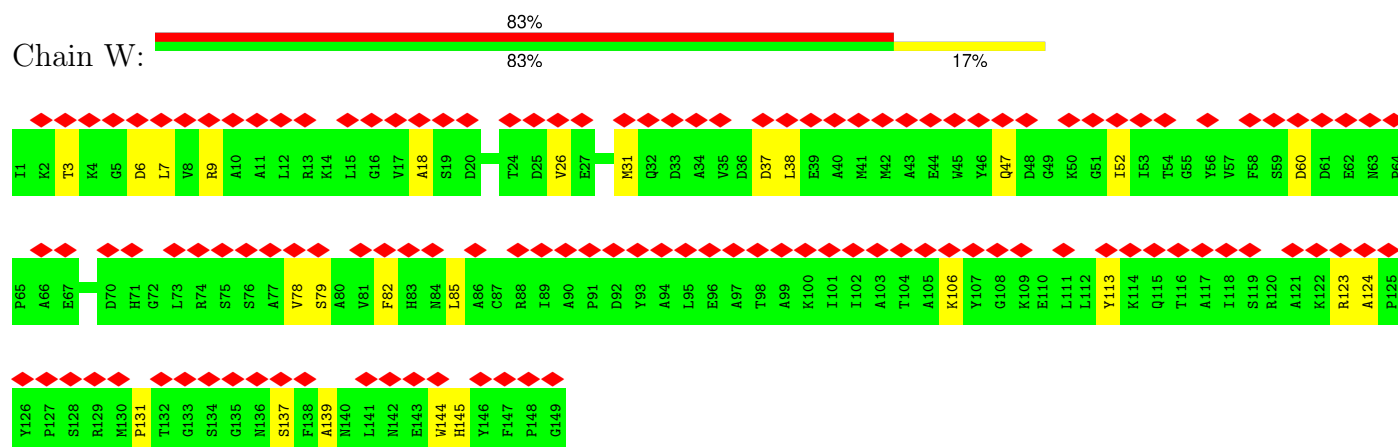 83%
Chain W:
83% 17%
I1 K2 T3 K4 G5 D6 L7 V8 R9 A10 A11 L12 R13 K14 L15 G16 V17 A18 S19 D20 T24 D25 V26 E27 M31 Q32 D33 A34 V35 D36 D37 L38 E39 A40 M41 M42 A43 E44 W45 Y46 Q47 D48 G49 K50 G51 I52 I53 T54 G55 Y56 V57 F58 S59 D60 D61 E62 N63 P64
P65 A66 E67 D70 H71 G72 L73 R74 S75 S76 A77 V78 S79 A80 V81 F82 H83 N84 L85 A86 C87 R88 I89 A90 P91 D92 Y93 A94 L95 E96 A97 T98 A99 K100 I101 I102 A103 T104 A105 K106 Y107 G108 K109 E110 L111 L112 Y113 K114 Q115 T116 A117 I118 S119 R120 A121 K122 R123 A124 P125
Y126 P127 S128 R129 M130 P131 T132 G133 S134 G135 N136 S137 F138 A139 N140 L141 N142 E143 W144 H145 Y146 F147 P148 G149